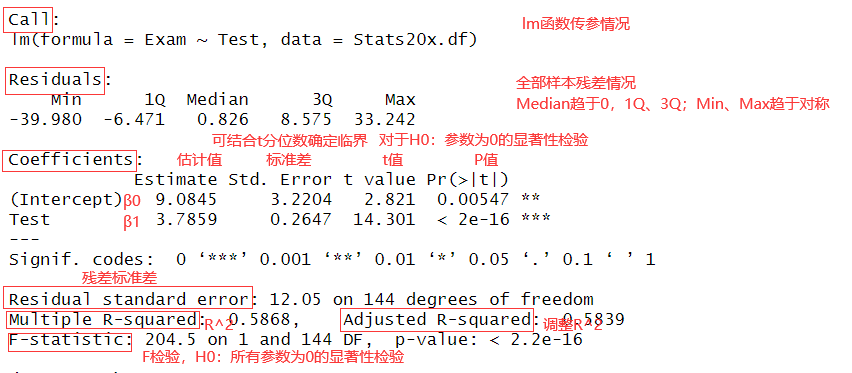 Call:
lm函数传参情况
lm(formula = Exam ~ Test, data = Stats20x.df)
Residuals:
全部样本残差情况
Min 1Q Median 3Q Max
Median趋于0，1Q、3Q；Min、Max趋于对称
-39.980 -6.471 0.826 8.575 33.242
可结合t分位数确定临界 对于H0：参数为0的显著性检验
Coefficients:
估计值 标准差 t值 P值
Estimate Std. Error t value Pr(>|t|)
(Intercept)β0 9.0845 3.2204 2.821 0.00547 **
Test β1 3.7859 0.2647 14.301 < 2e-16 ***
---
Signif. codes: 0 ‘***’ 0.001 ‘**’ 0.01 ‘*’ 0.05 ‘.’ 0.1 ‘ ’ 1
残差标准差
Residual standard error: 12.05 on 144 degrees of freedom
Multiple R-squared: R^2 0.5868, Adjusted R-squared: 调整R^2 0.5839
F-statistic: 204.5 on 1 and 144 DF, p-value: < 2.2e-16
F检验，H0：所有参数为0的显著性检验